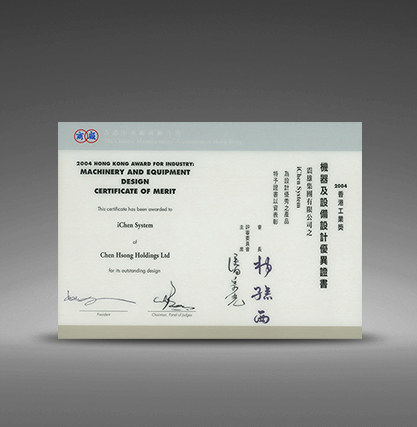 2004 HONG KONG AWARD FOR INDUSTRY:
MACHINERY AND EQUIPMENT
DESIGN
CERTIFICATE OF MERIT
This certificate has been awarded to
iChen System
of
Chen Hsong Holdings Ltd
for its outstanding design
President
Chairman, Panel of Judges
2004 香港工業獎
機器及設備設計優異證書
震雄集團有限公司之
iChen System
為設計優秀之產品
特予證書以資表彰
會長
評審委員會
主席